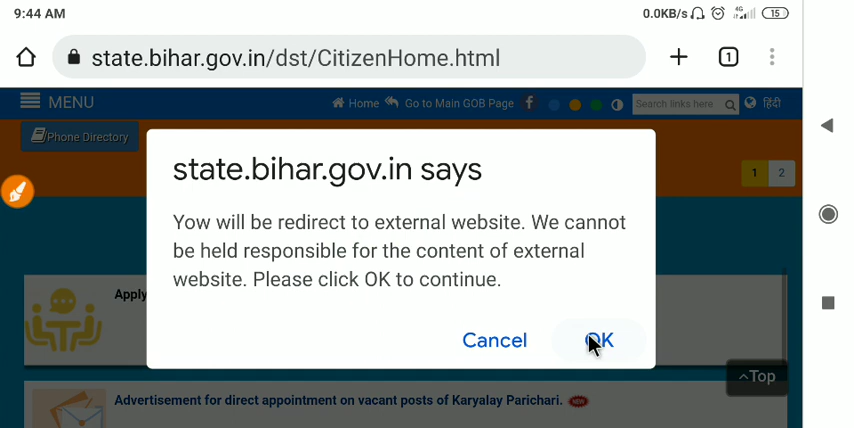 9:44 AM 0.0KB/s 4G 15
state.bihar.gov.in/dst/CitizenHome.html 1
MENU Home Go to Main GOB Page Search links here हिंदी
Phone Directory
1 2
state.bihar.gov.in says
Yow will be redirect to external website. We cannot
be held responsible for the content of external
website. Please click OK to continue.
Apply
Cancel OK
^Top
Advertisement for direct appointment on vacant posts of Karyalay Parichari. NEW